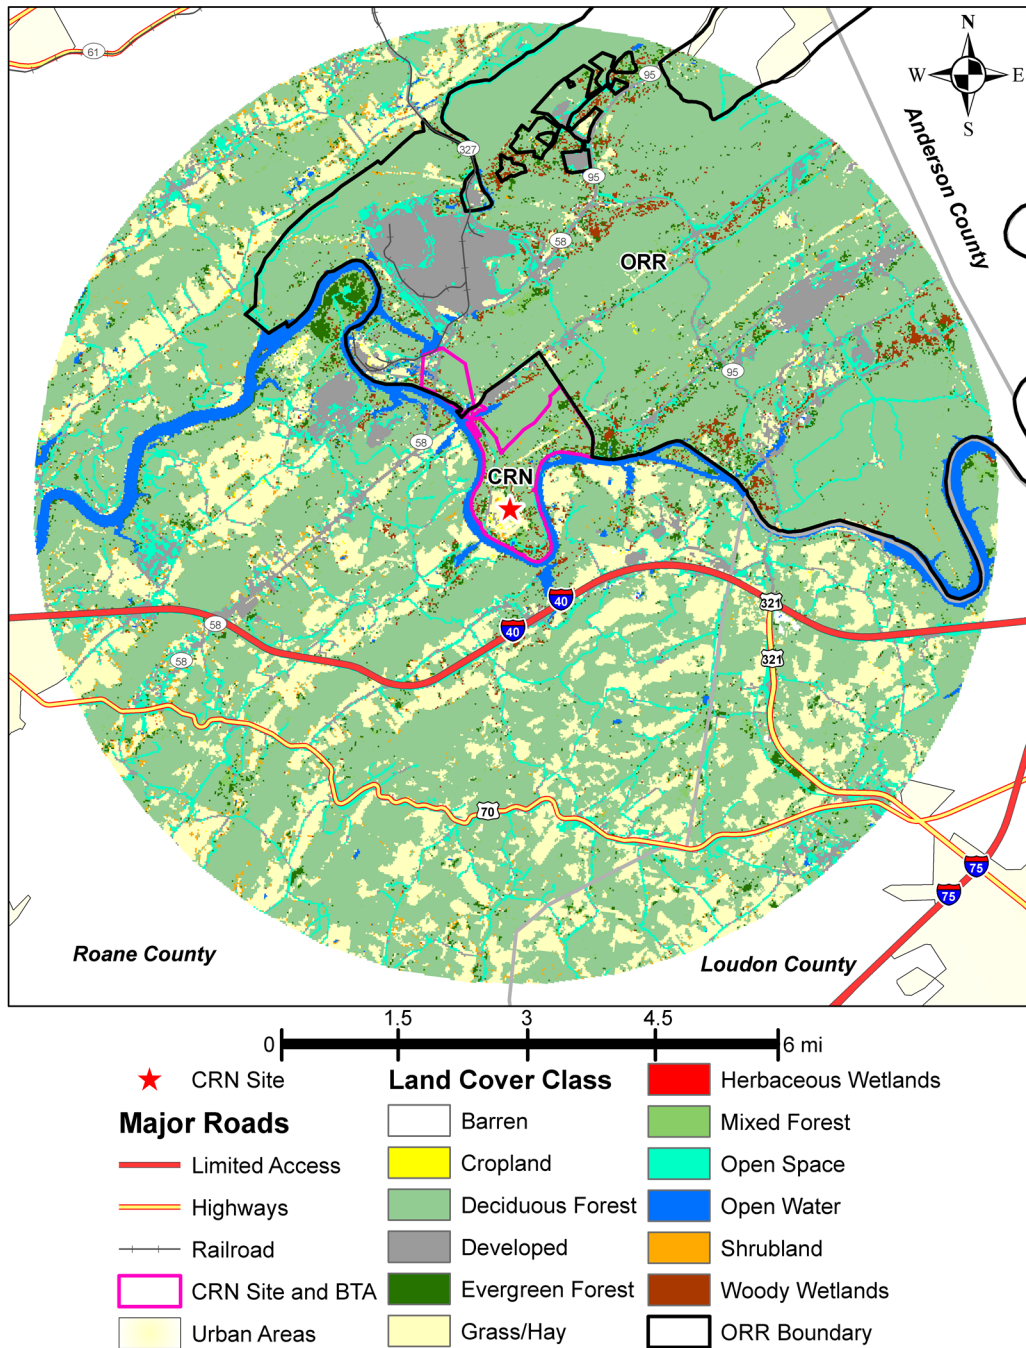 61
N
W E
S
95
Anderson County
327
95
58
ORR
95
58
CRN
40
40
321
58
321
58
70
75
75
Roane County
Loudon County
1.5 3 4.5
0 6 mi
CRN Site
Major Roads
Limited Access
Highways
Railroad
CRN Site and BTA
Urban Areas
Land Cover Class
Barren
Cropland
Deciduous Forest
Developed
Evergreen Forest
Grass/Hay
Herbaceous Wetlands
Mixed Forest
Open Space
Open Water
Shrubland
Woody Wetlands
ORR Boundary